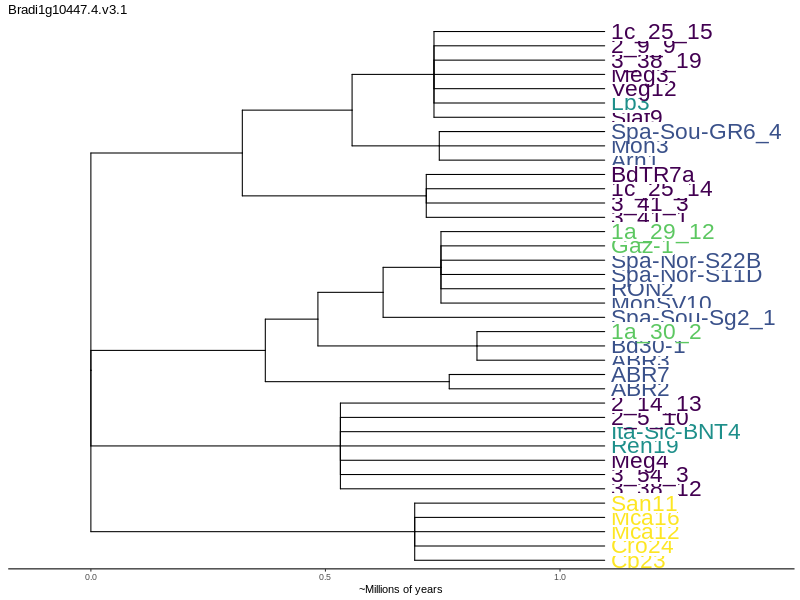 Bradi1g10447.4.v3.1
1c_25_15
2_9_9
3_38_19
Meg3
Veg12
Lb3
Slaf9
Spa-Sou-GR6_4
Mon3
Arn1
BdTR7a
1c_25_14
3_41_3
3_41_1
1a_29_12
Gaz-1
Spa-Nor-S22B
Spa-Nor-S11D
RON2
MonSV10
Spa-Sou-Sg2_1
1a_30_2
Bd30-1
ABR3
ABR7
ABR2
2_14_13
2_5_10
Ita-Sic-BNT4
Ren19
Meg4
3_54_3
3_38_12
San11
Mca16
Mca12
Cro24
Cb23
0.0 0.5 1.0
~Millions of years